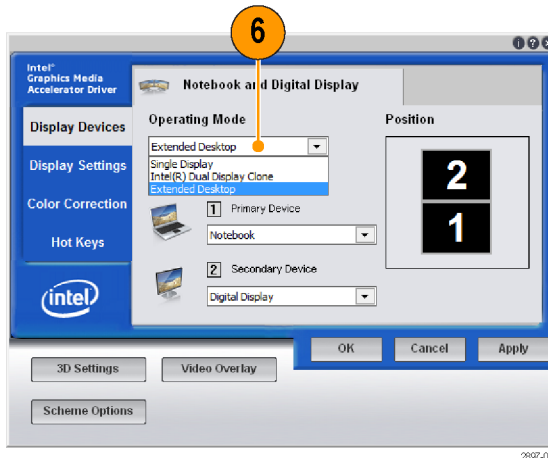 6
Intel®
Graphics Media
Accelerator Driver
Notebook and Digital Display
Display Devices
Display Settings
Color Correction
Hot Keys
intel
Operating Mode
Position
Extended Desktop
Single Display
Intel(R) Dual Display Clone
Extended Desktop
2
1
1 Primary Device
Notebook
2 Secondary Device
Digital Display
OK Cancel Apply
3D Settings Video Overlay
Scheme Options